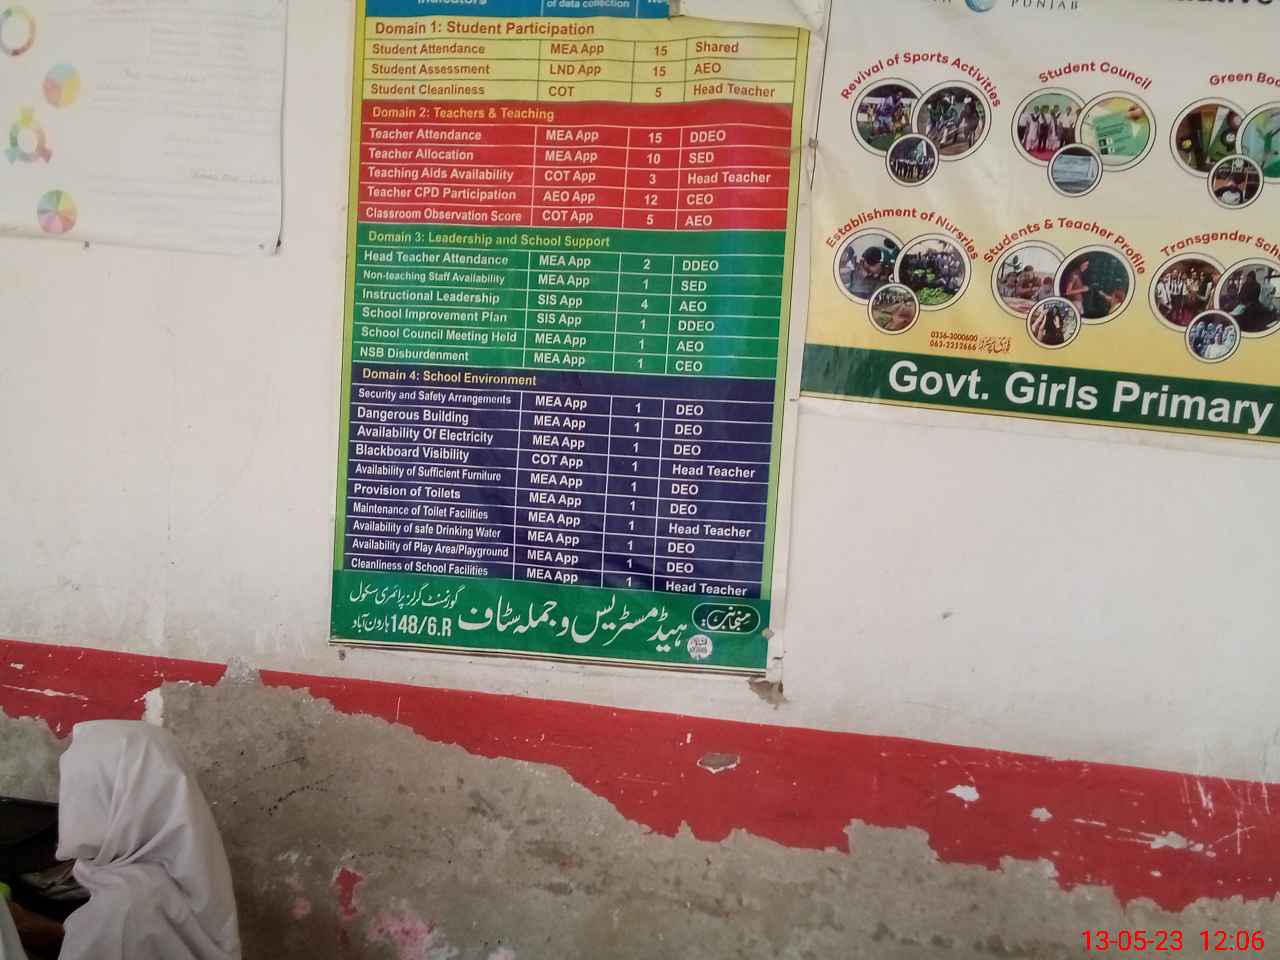 Indicators
of data collection
Domain 1: Student Participation
Student Attendance MEA App 15 Shared
Student Assessment LND App 15 AEO
Student Cleanliness COT 5 Head Teacher
Domain 2: Teachers & Teaching
Teacher Attendance MEA App 15 DDEO
Teacher Allocation MEA App 10 SED
Teaching Aids Availability COT App 3 Head Teacher
Teacher CPD Participation AEO App 12 CEO
Classroom Observation Score COT App 5 AEO
Domain 3: Leadership and School Support
Head Teacher Attendance MEA App 2 DDEO
Non-teaching Staff Availability MEA App 1 SED
Instructional Leadership SIS App 4 AEO
School Improvement Plan SIS App 1 DDEO
School Council Meeting Held MEA App 1 AEO
NSB Disburdenment MEA App 1 CEO
Domain 4: School Environment
Security and Safety Arrangements MEA App 1 DEO
Dangerous Building MEA App 1 DEO
Availability Of Electricity MEA App 1 DEO
Blackboard Visibility COT App 1 Head Teacher
Availability of Sufficient Furniture MEA App 1 DEO
Provision of Toilets MEA App 1 DEO
Maintenance of Toilet Facilities MEA App 1 Head Teacher
Availability of safe Drinking Water MEA App 1 DEO
Availability of Play Area/Playground MEA App 1 DEO
Cleanliness of School Facilities MEA App 1 Head Teacher
منجانب: ہیڈ مسٹریس و جملہ سٹاف گورنمنٹ گرلز پرائمری سکول
148/6.R ہارون آباد
PUNJAB
Revival of Sports Activities
Student Council
Establishment of Nursries
Students & Teacher Profile
0336-3000600
063-2252666
Govt. Girls Primary
13-05-23 12:06